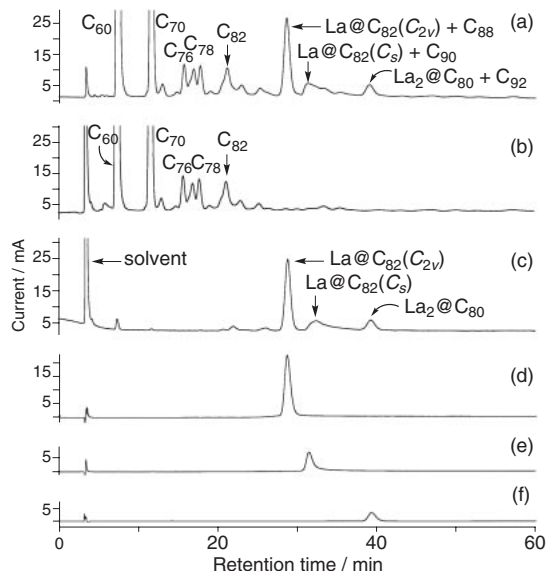 25
15
5
C60
C70
C76
C78
C82
La@C82(C2v) + C88
La@C82(Cs) + C90
La2@C80 + C92
(a)
25
15
5
C60
C70
C76
C78
C82
(b)
25
15
5
solvent
La@C82(C2v)
La@C82(Cs)
La2@C80
(c)
15
5
(d)
5
(e)
5
(f)
Current / mA
0
20
40
60
Retention time / min